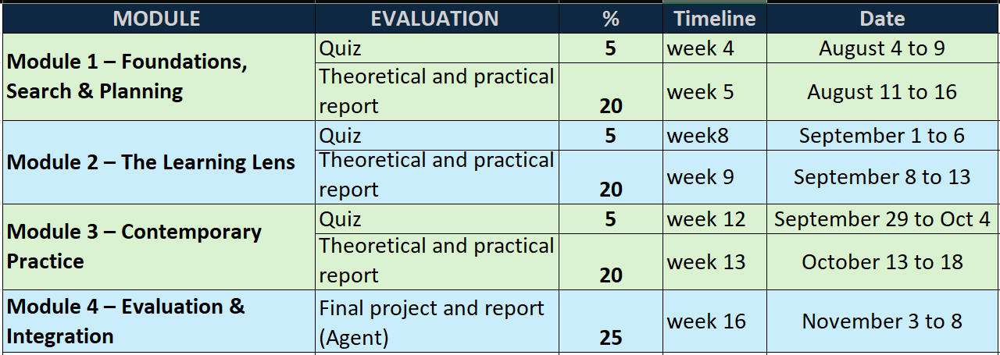 MODULE EVALUATION % Timeline Date
Module 1 – Foundations,
Search & Planning
Quiz 5 week 4 August 4 to 9
Theoretical and practical
report 20 week 5 August 11 to 16
Module 2 – The Learning Lens
Quiz 5 week8 September 1 to 6
Theoretical and practical
report 20 week 9 September 8 to 13
Module 3 – Contemporary
Practice
Quiz 5 week 12 September 29 to Oct 4
Theoretical and practical
report 20 week 13 October 13 to 18
Module 4 – Evaluation &
Integration
Final project and report
(Agent) 25 week 16 November 3 to 8